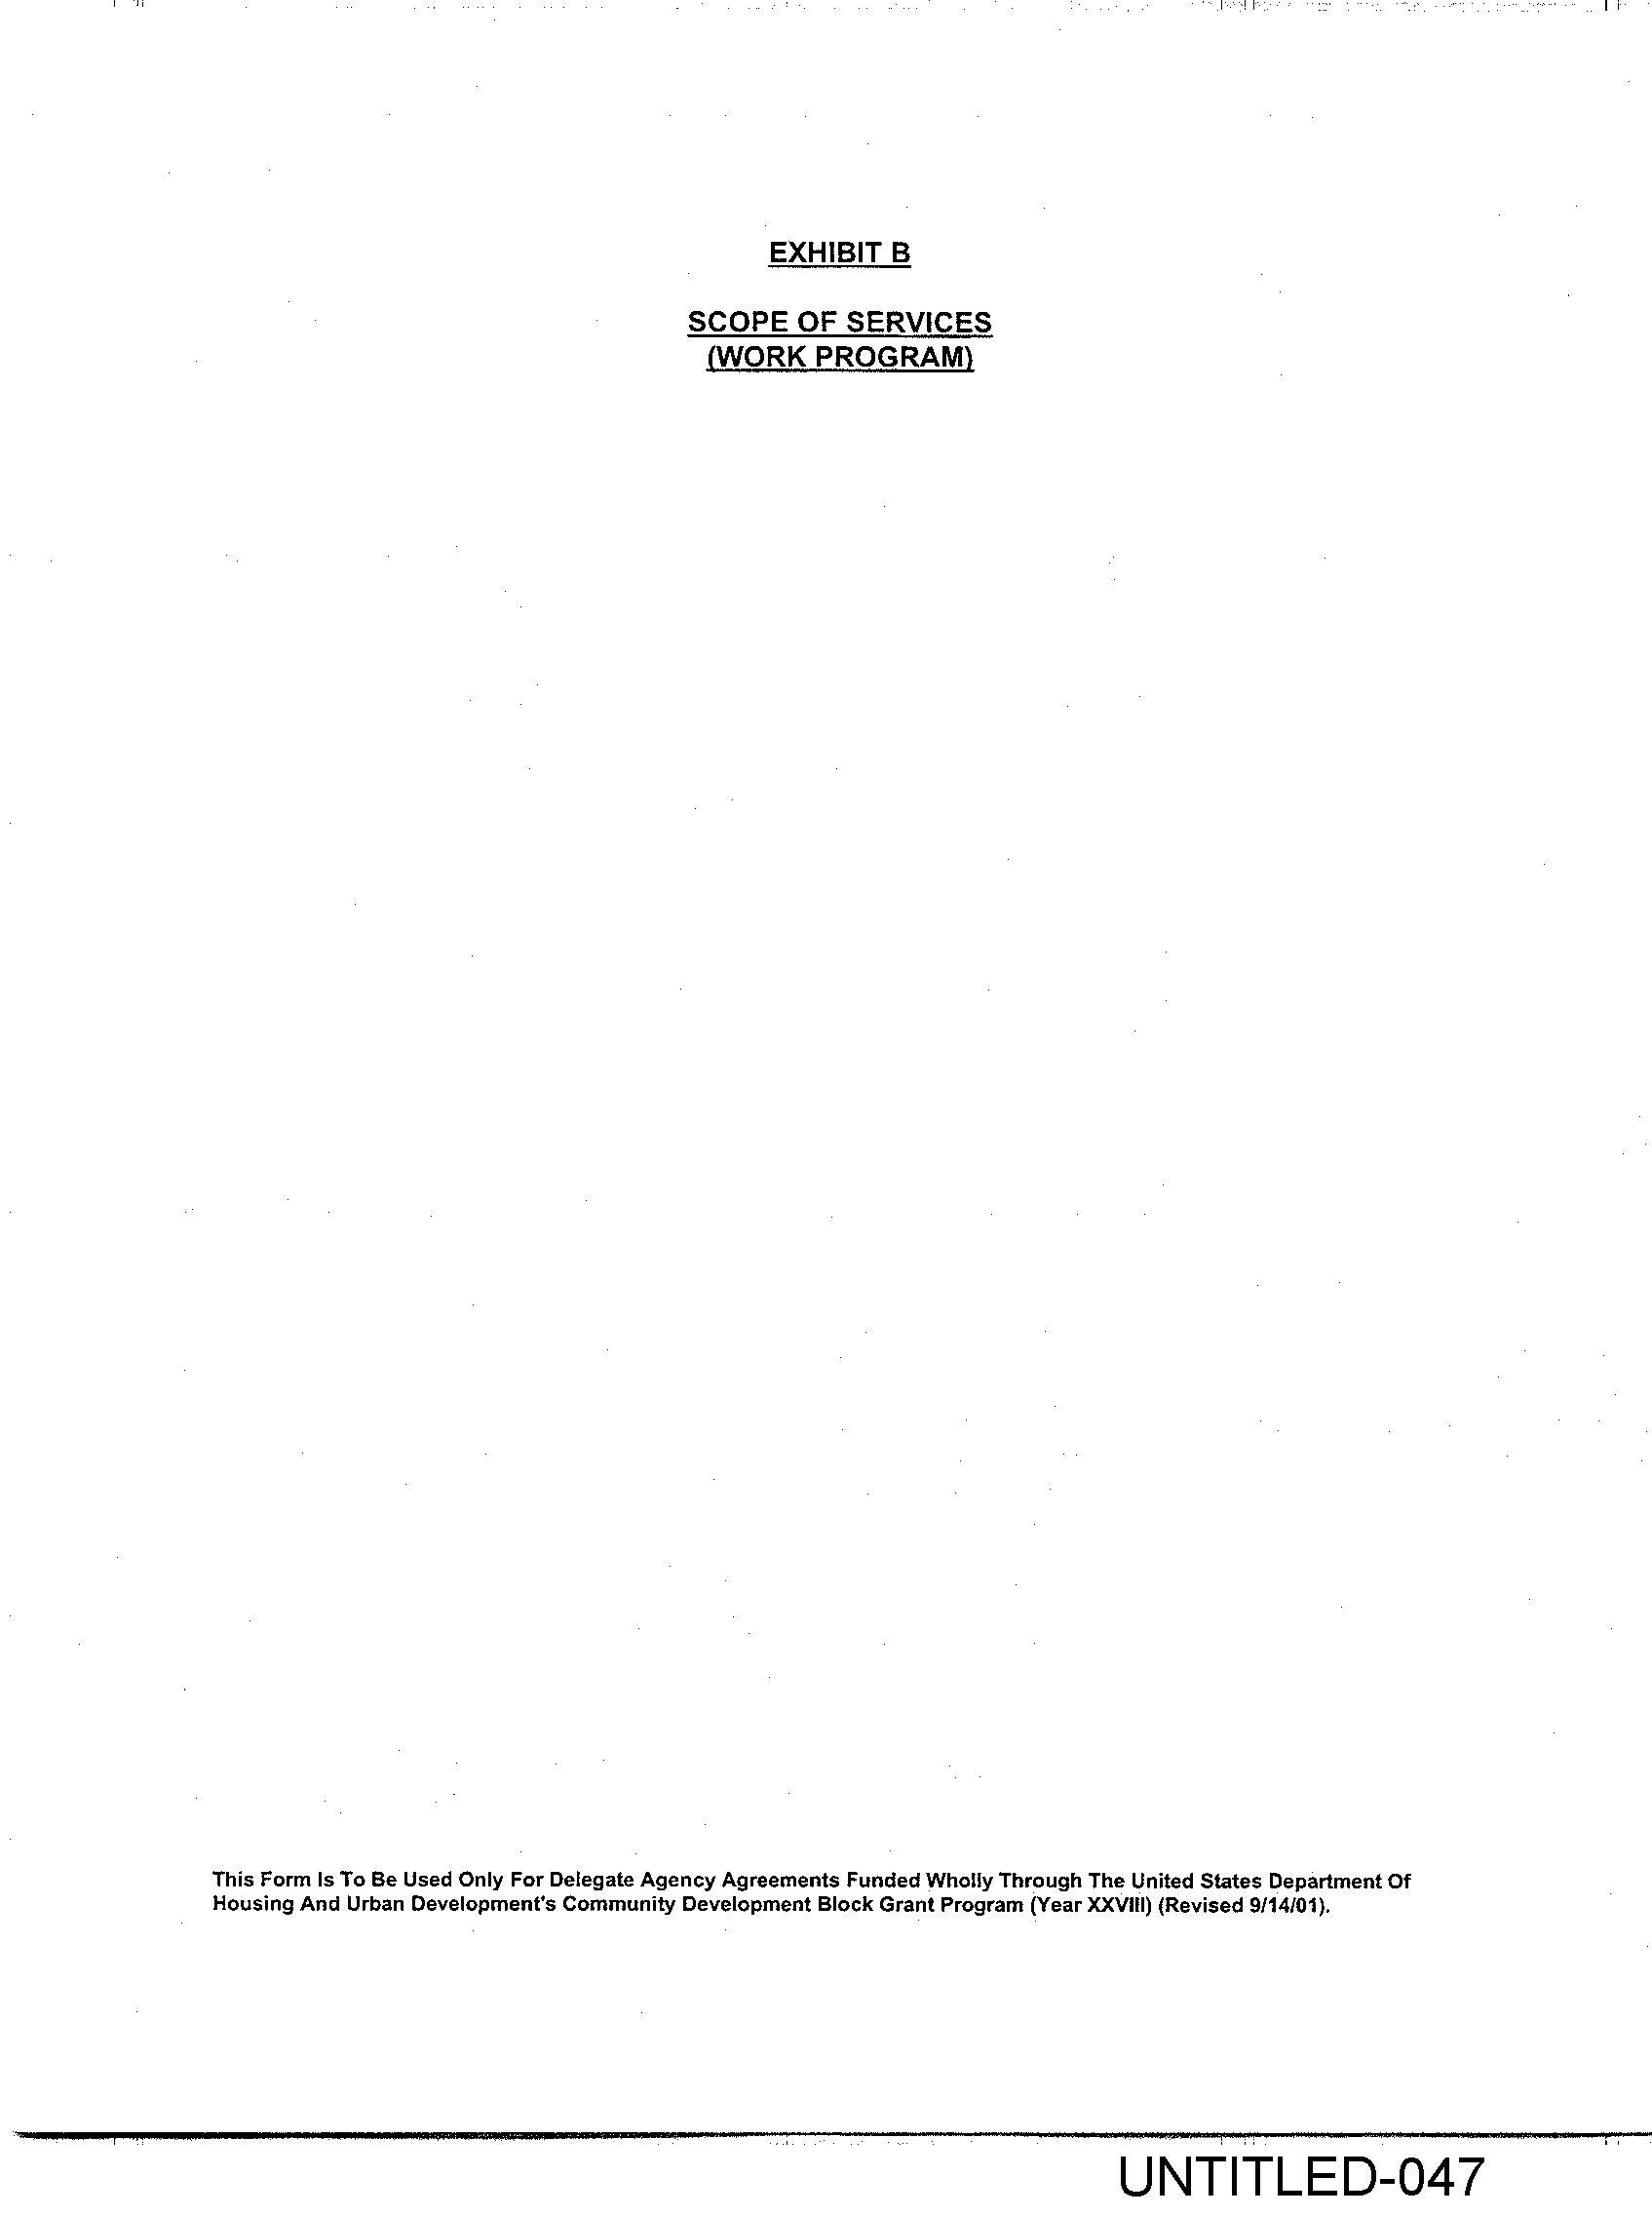 EXHIBIT B
SCOPE OF SERVICES
(WORK PROGRAM)
This Form Is To Be Used Only For Delegate Agency Agreements Funded Wholly Through The United States Department Of
Housing And Urban Development's Community Development Block Grant Program (Year XXVIII) (Revised 9/14/01).
UNTITLED-047